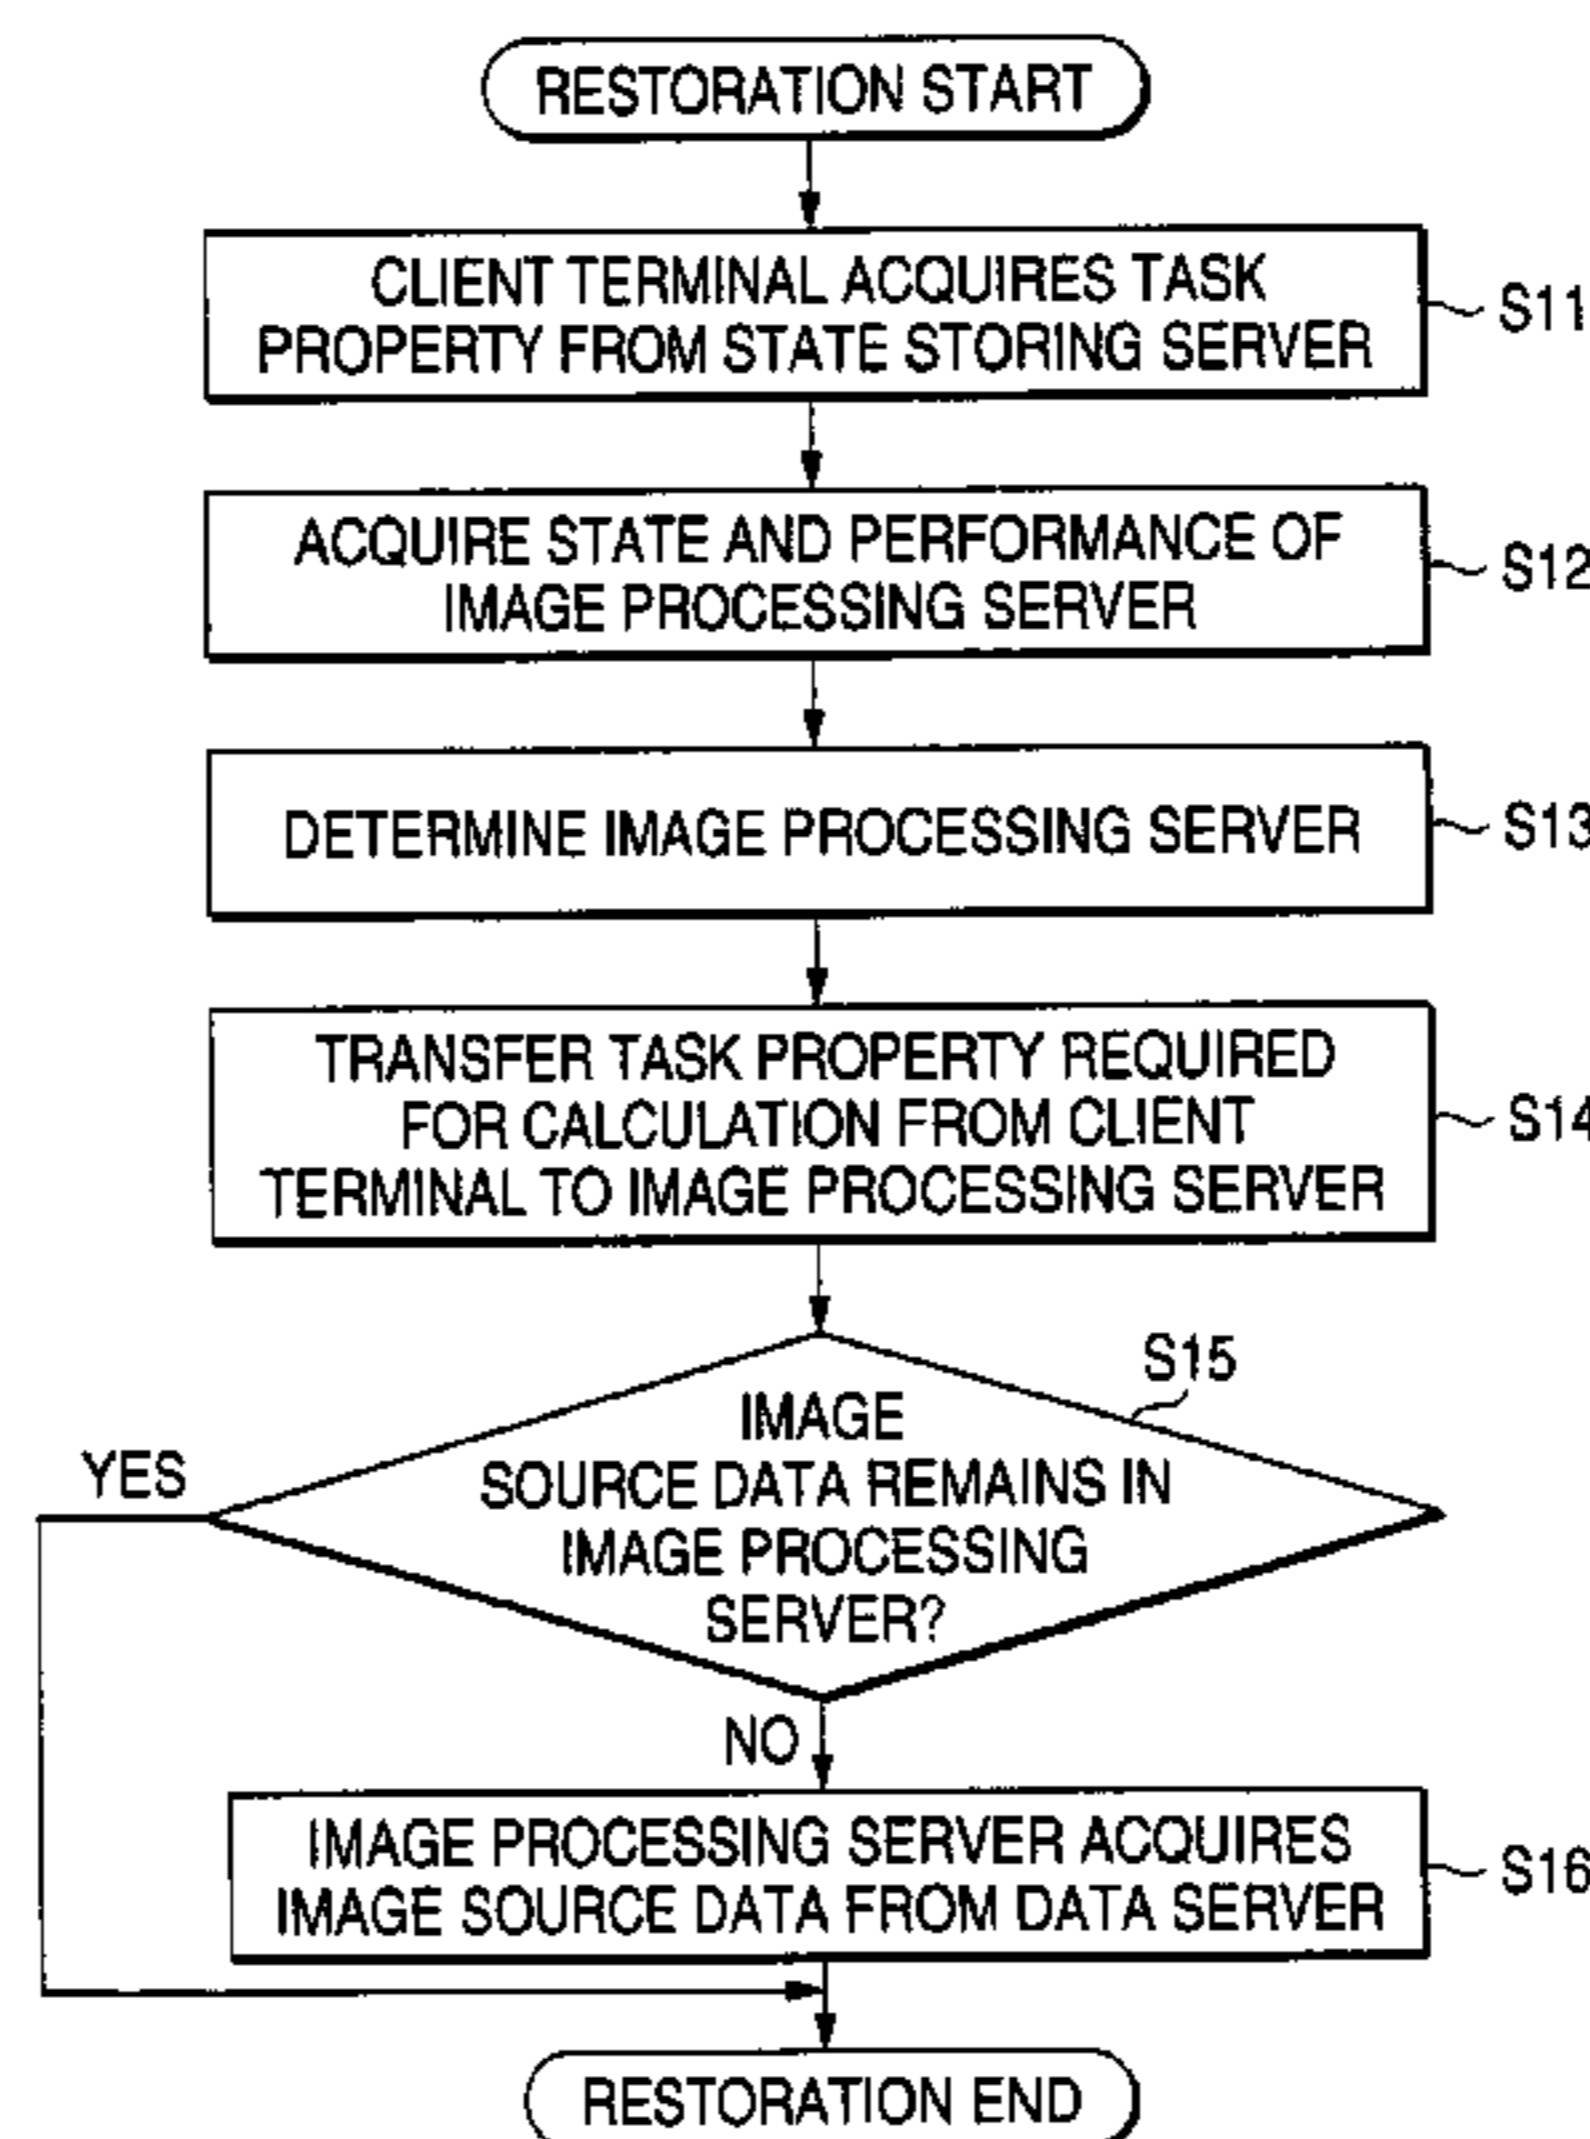 RESTORATION START
CLIENT TERMINAL ACQUIRES TASK
PROPERTY FROM STATE STORING SERVER
S11
ACQUIRE STATE AND PERFORMANCE OF
IMAGE PROCESSING SERVER
S12
DETERMINE IMAGE PROCESSING SERVER
S13
TRANSFER TASK PROPERTY REQUIRED
FOR CALCULATION FROM CLIENT
TERMINAL TO IMAGE PROCESSING SERVER
S14
S15
IMAGE
SOURCE DATA REMAINS IN
IMAGE PROCESSING
SERVER?
YES
NO
IMAGE PROCESSING SERVER ACQUIRES
IMAGE SOURCE DATA FROM DATA SERVER
S16
RESTORATION END